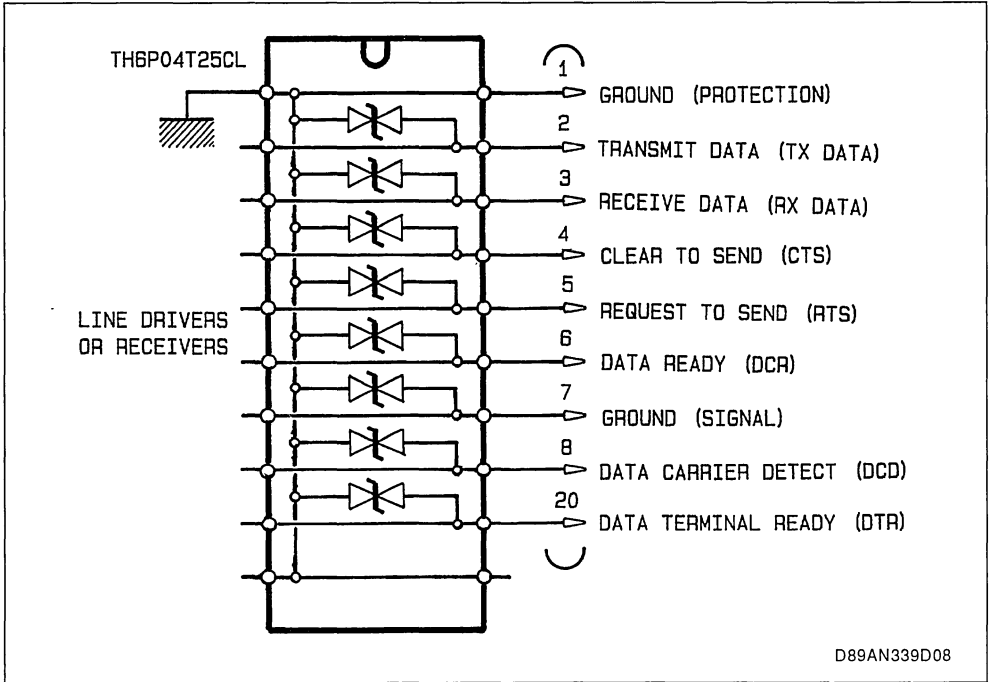 TH6P04T25CL
1
GROUND (PROTECTION)
2
TRANSMIT DATA (TX DATA)
3
RECEIVE DATA (RX DATA)
4
CLEAR TO SEND (CTS)
5
REQUEST TO SEND (RTS)
LINE DRIVERS
OR RECEIVERS
6
DATA READY (DCR)
7
GROUND (SIGNAL)
8
DATA CARRIER DETECT (DCD)
20
DATA TERMINAL READY (DTR)
D89AN339D08